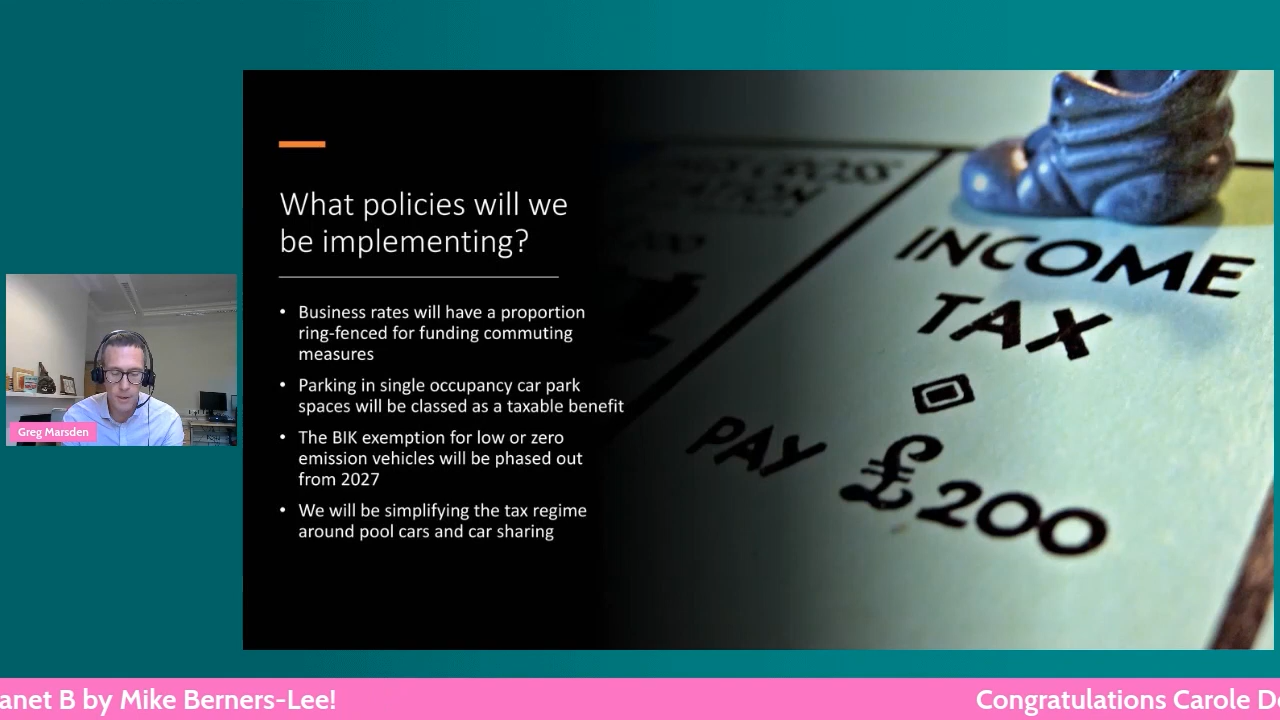 What policies will we
be implementing?
• Business rates will have a proportion
ring-fenced for funding commuting
measures
• Parking in single occupancy car park
spaces will be classed as a taxable benefit
• The BIK exemption for low or zero
emission vehicles will be phased out
from 2027
• We will be simplifying the tax regime
around pool cars and car sharing
INCOME
TAX
PAY £200
Greg Marsden
anet B by Mike Berners-Lee!
Congratulations Carole De